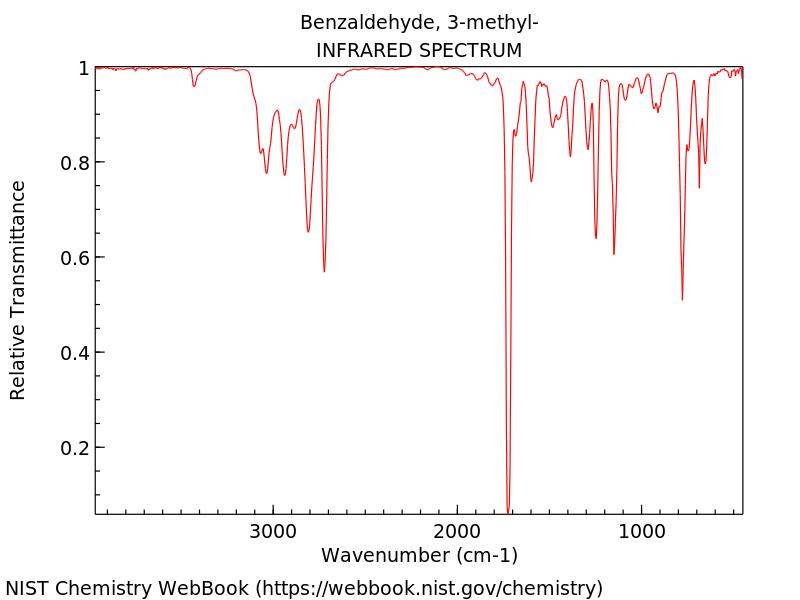 Benzaldehyde, 3-methyl-
INFRARED SPECTRUM
1
0.8
0.6
0.4
0.2
Relative Transmittance
3000 2000 1000
Wavenumber (cm-1)
NIST Chemistry WebBook (https://webbook.nist.gov/chemistry)